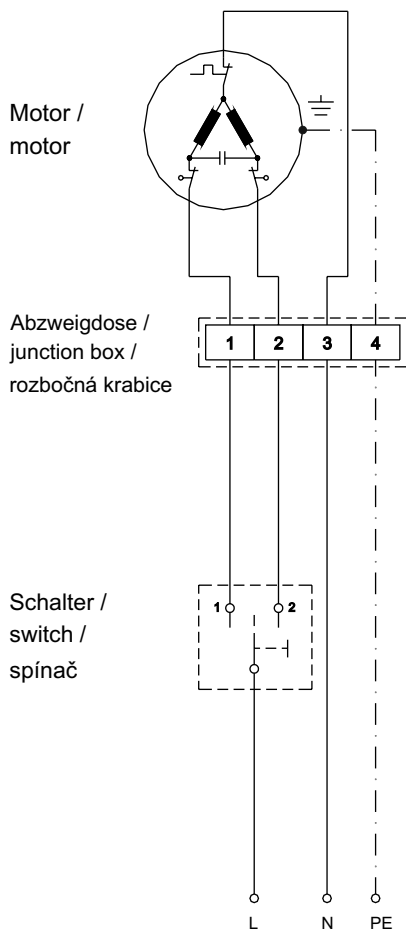 Motor /
motor
Abzweigdose /
junction box /
rozbočná krabice
1 2 3 4
Schalter /
switch /
spínač
1 2
L N PE